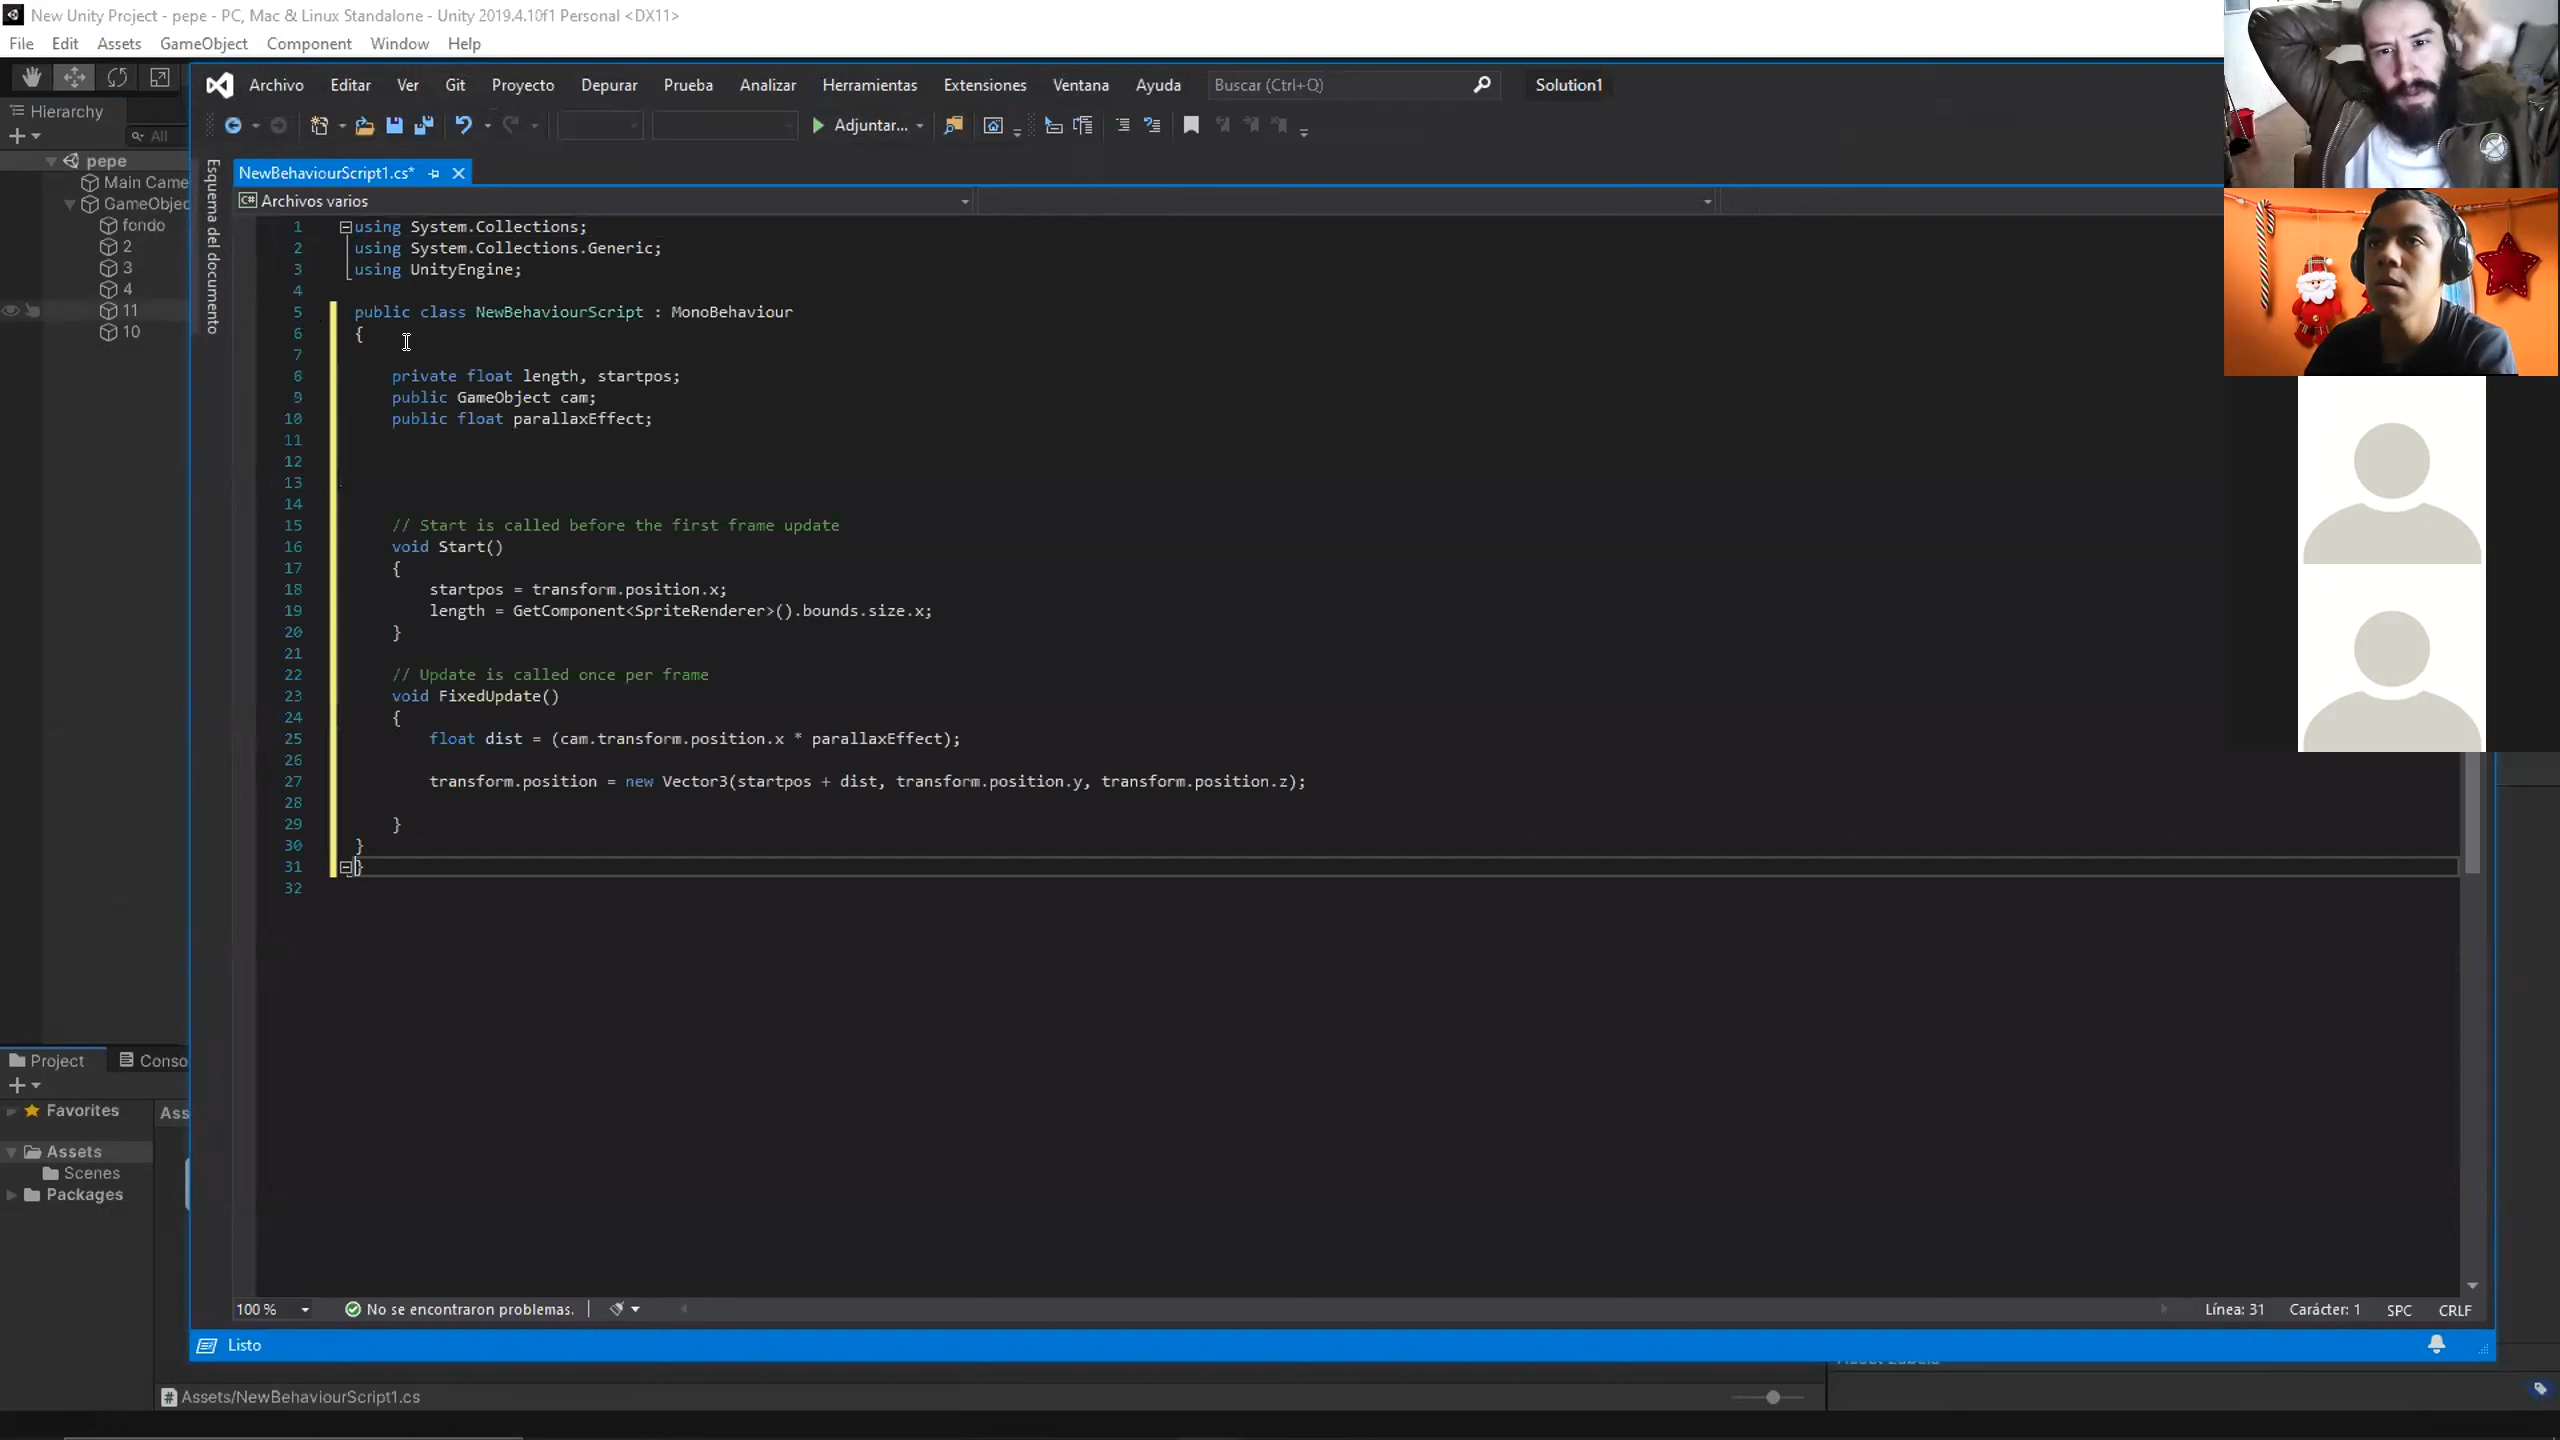 New Unity Project - pepe - PC, Mac & Linux Standalone - Unity 2019.4.10f1 Personal <DX11>
File Edit Assets GameObject Component Window Help
Archivo Editar Ver Git Proyecto Depurar Prueba Analizar Herramientas Extensiones Ventana Ayuda Buscar (Ctrl+Q) Solution1
Adjuntar...
Hierarchy
All
pepe
Main Came
GameObjec
fondo
2
3
4
11
10
Esquema del documento
NewBehaviourScript1.cs*
C# Archivos varios
1 using System.Collections;
2 using System.Collections.Generic;
3 using UnityEngine;
4
5 public class NewBehaviourScript : MonoBehaviour
6 {
7
6 private float length, startpos;
9 public GameObject cam;
10 public float parallaxEffect;
11
12
13
14
15 // Start is called before the first frame update
16 void Start()
17 {
18 startpos = transform.position.x;
19 length = GetComponent<SpriteRenderer>().bounds.size.x;
20 }
21
22 // Update is called once per frame
23 void FixedUpdate()
24 {
25 float dist = (cam.transform.position.x * parallaxEffect);
26
27 transform.position = new Vector3(startpos + dist, transform.position.y, transform.position.z);
28
29 }
30 }
31 }
32
Project Conso
Favorites
Ass
Assets
Scenes
Packages
100 % No se encontraron problemas. Línea: 31 Carácter: 1 SPC CRLF
Listo
Assets/NewBehaviourScript1.cs